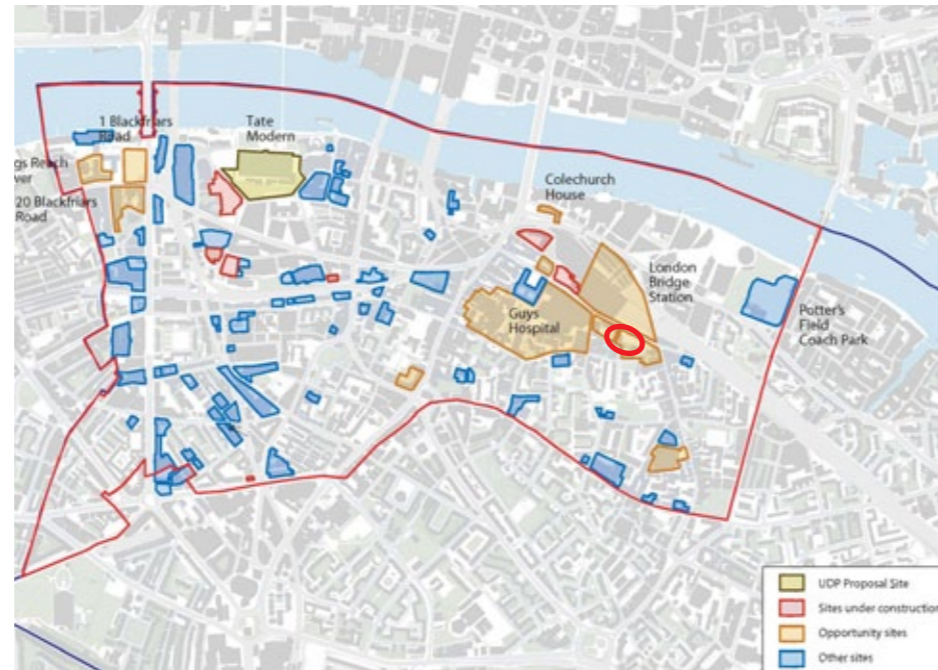 1 Blackfriars
Road
Tate
Modern
gs Reach
ver
20 Blackfriars
Road
Colechurch
House
London
Bridge
Station
Guys
Hospital
Potter's
Field
Coach Park
UDP Proposal Site
Sites under construction
Opportunity sites
Other sites